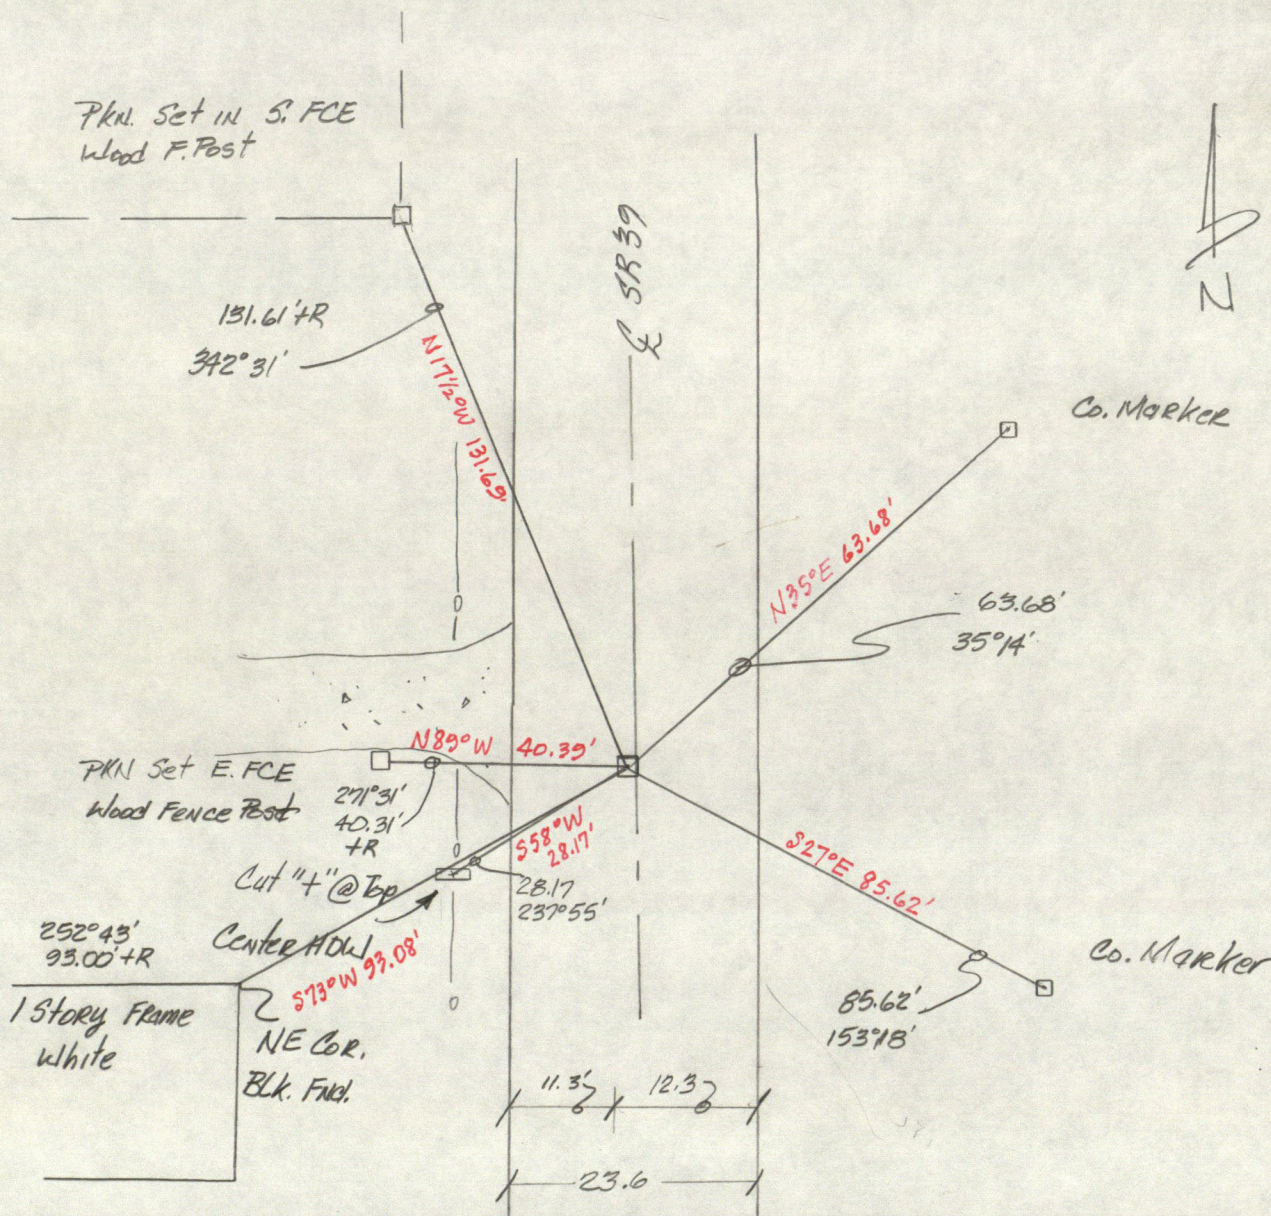 PKN. Set in S. FCE
Wood F. Post
℄ SR 39
N
131.61'+R
342°31'
N17½°W 131.69'
Co. Marker
N35°E 63.68'
63.68'
35°14'
N89°W 40.39'
PKN Set E. FCE
Wood Fence Post
271°31'
40.31'
+R
S58°W
28.17'
28.17
237°55'
Cut "+" @ Top
Center HDWl
S27°E 85.62'
252°43'
93.00'+R
S73°W 93.08'
Co. Marker
85.62'
153°18'
1 Story Frame
White
NE Cor.
Blk. Fnd.
11.3'
12.3
23.6